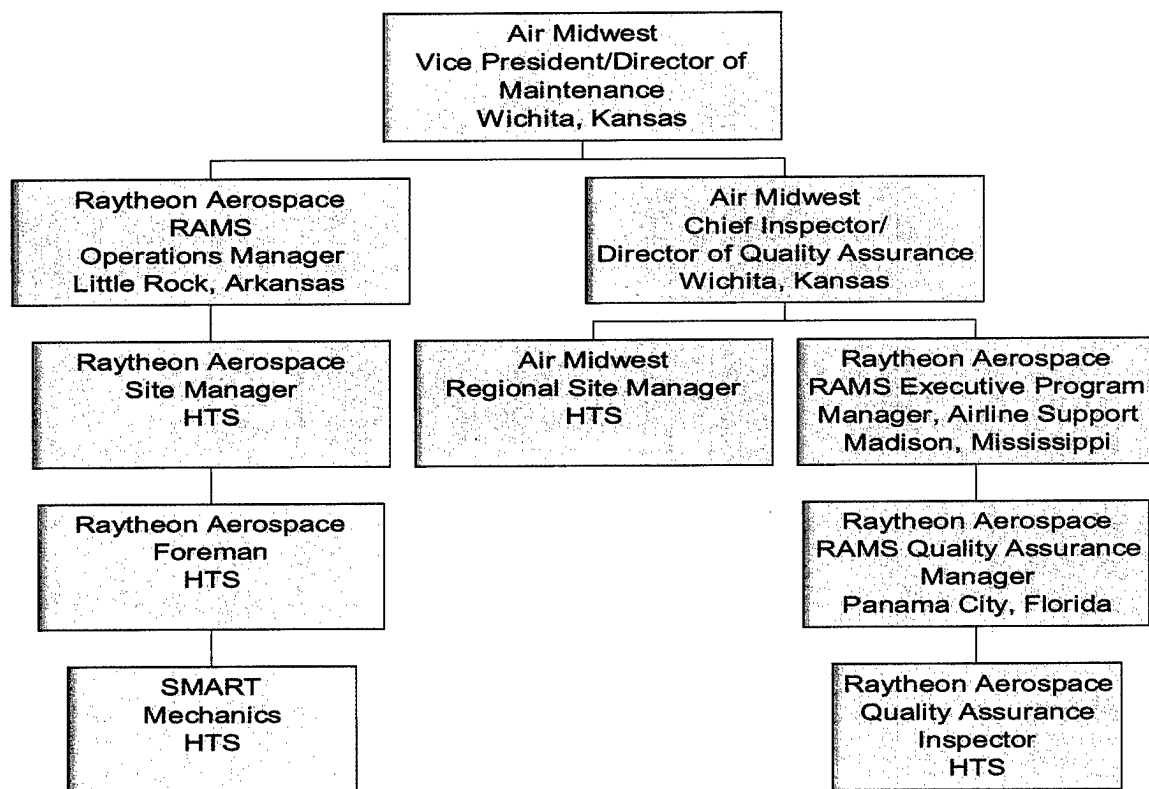 Air Midwest
Vice President/Director of
Maintenance
Wichita, Kansas
Raytheon Aerospace
RAMS
Operations Manager
Little Rock, Arkansas
Air Midwest
Chief Inspector/
Director of Quality Assurance
Wichita, Kansas
Raytheon Aerospace
Site Manager
HTS
Air Midwest
Regional Site Manager
HTS
Raytheon Aerospace
RAMS Executive Program
Manager, Airline Support
Madison, Mississippi
Raytheon Aerospace
Foreman
HTS
Raytheon Aerospace
RAMS Quality Assurance
Manager
Panama City, Florida
SMART
Mechanics
HTS
Raytheon Aerospace
Quality Assurance
Inspector
HTS